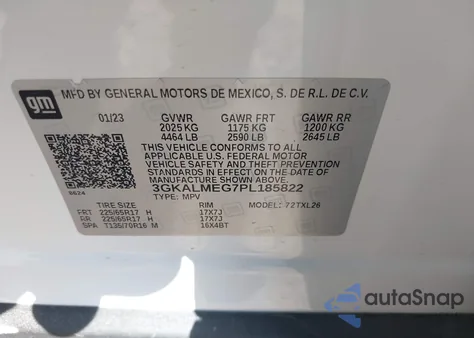 gm
MFD BY GENERAL MOTORS DE MEXICO, S. DE R.L. DE C.V.
01/23 GVWR GAWR FRT GAWR RR
2025 KG 1175 KG 1200 KG
4464 LB 2590 LB 2645 LB
THIS VEHICLE CONFORMS TO ALL
APPLICABLE U.S. FEDERAL MOTOR
VEHICLE SAFETY AND THEFT PREVENTION
STANDARDS IN EFFECT ON THE DATE OF
MANUFACTURE SHOWN ABOVE.
3GKALMEG7PL185822
TYPE: MPV
6624
TIRE SIZE RIM MODEL: 72TXL26
FRT 225/65R17 H 17X7J
RR 225/65R17 H 17X7J
SPA T135/70R16 M 16X4BT
autoSnap